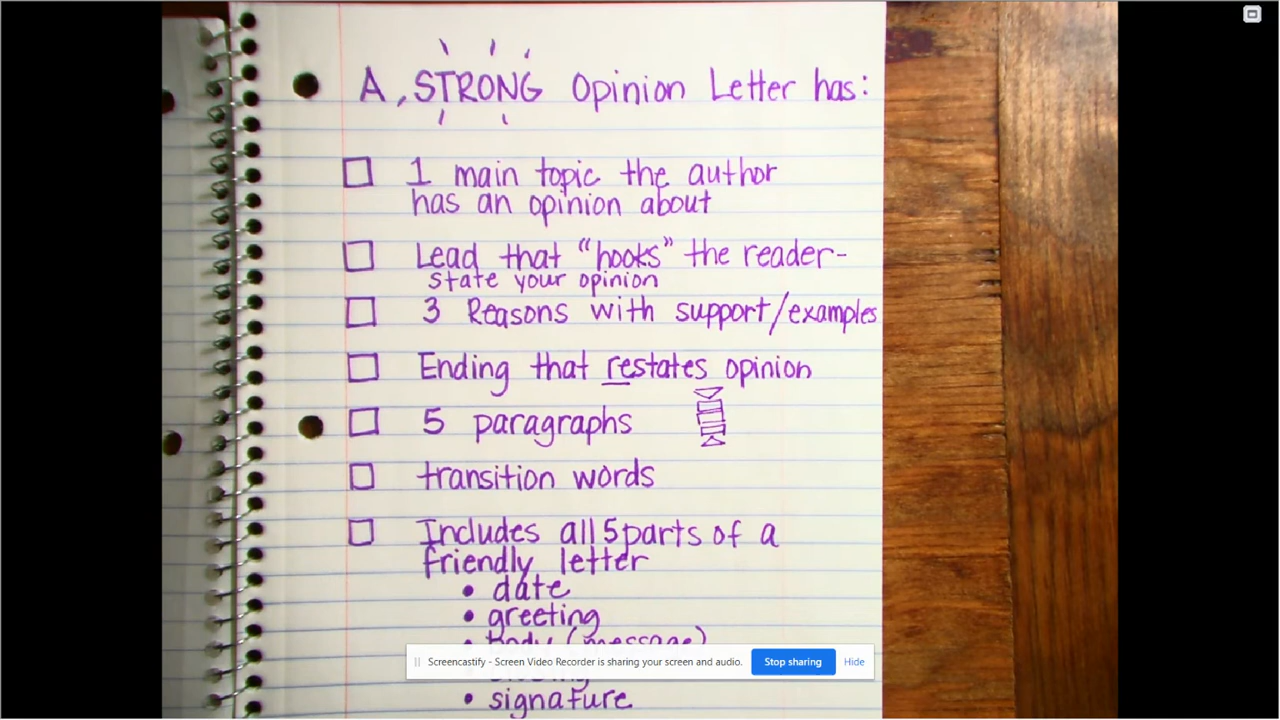 A STRONG Opinion Letter has:
1 main topic the author
has an opinion about
Lead that "hooks" the reader-
state your opinion
3 Reasons with support/examples
Ending that restates opinion
5 paragraphs
transition words
Includes all 5 parts of a
friendly letter
• date
• greeting
• body (message)
Screencastify - Screen Video Recorder is sharing your screen and audio. Stop sharing Hide
• signature